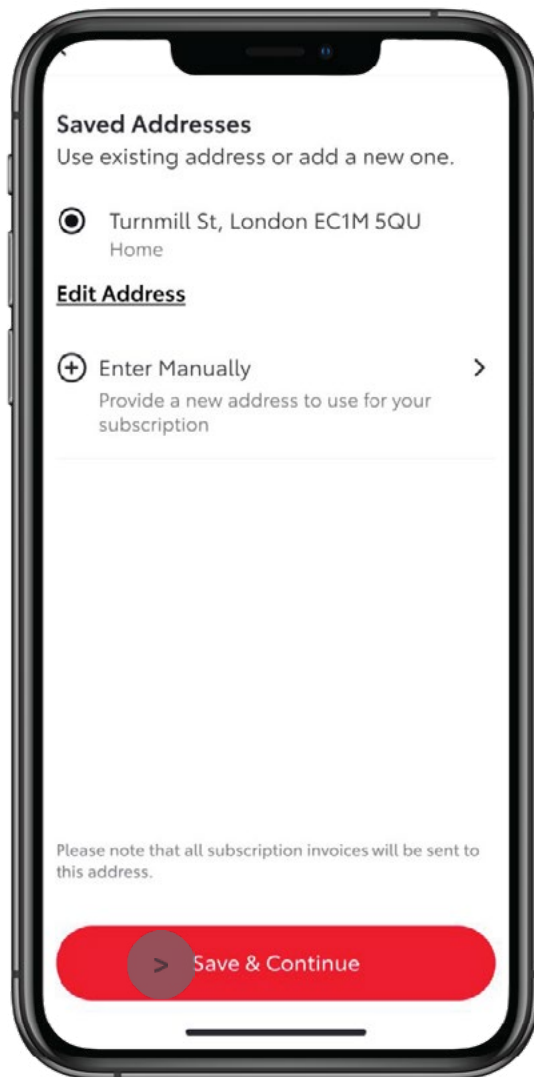 Saved Addresses
Use existing address or add a new one.
Turnmill St, London EC1M 5QU
Home
Edit Address
Enter Manually
Provide a new address to use for your
subscription
Please note that all subscription invoices will be sent to
this address.
> Save & Continue